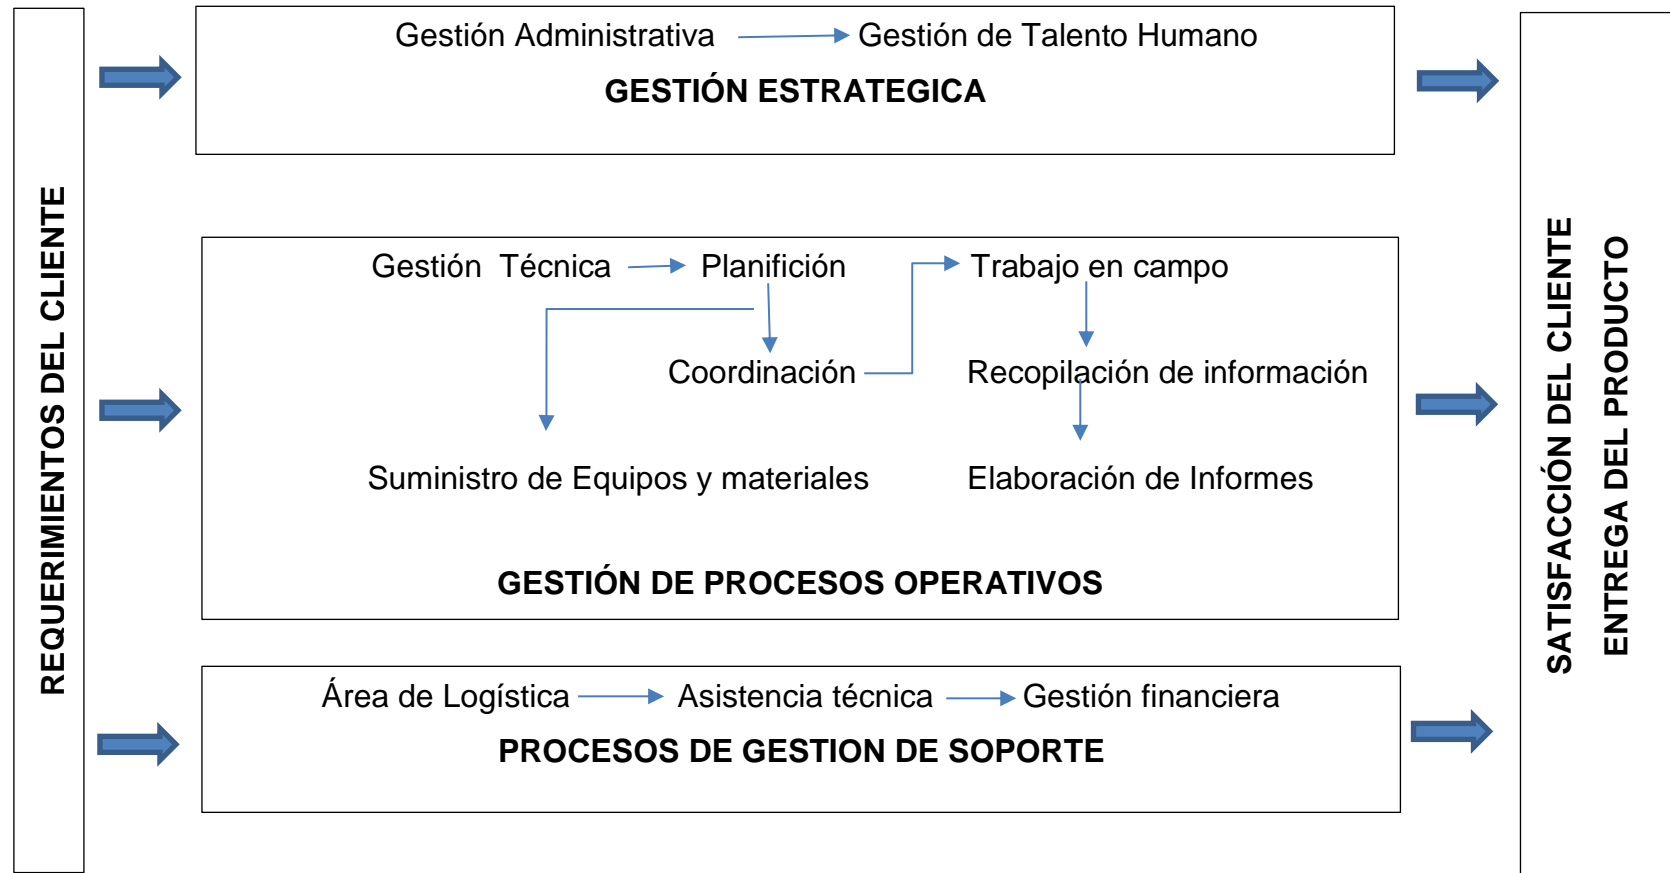 REQUERIMIENTOS DEL CLIENTE
Gestión Administrativa Gestión de Talento Humano
GESTIÓN ESTRATEGICA
Gestión Técnica Planifición Trabajo en campo
Coordinación Recopilación de información
Suministro de Equipos y materiales Elaboración de Informes
GESTIÓN DE PROCESOS OPERATIVOS
Área de Logística Asistencia técnica Gestión financiera
PROCESOS DE GESTION DE SOPORTE
SATISFACCIÓN DEL CLIENTE
ENTREGA DEL PRODUCTO